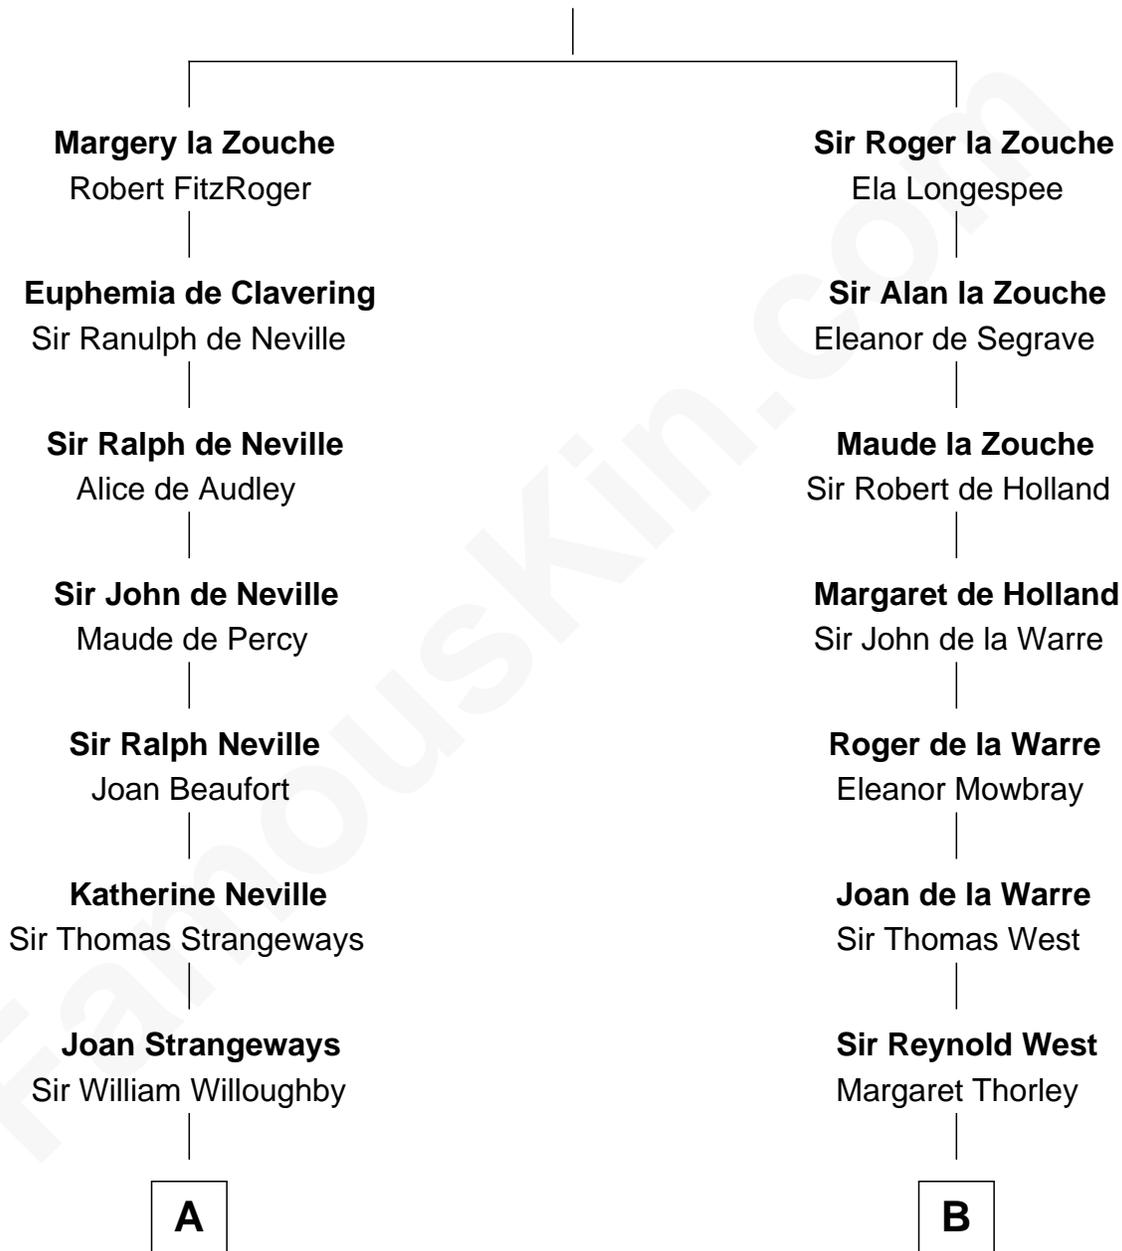 Margery la Zouche
Robert FitzRoger
Euphemia de Clavering
Sir Ranulph de Neville
Sir Ralph de Neville
Alice de Audley
Sir John de Neville
Maude de Percy
Sir Ralph Neville
Joan Beaufort
Katherine Neville
Sir Thomas Strangeways
Joan Strangeways
Sir William Willoughby
A
Sir Roger la Zouche
Ela Longespee
Sir Alan la Zouche
Eleanor de Segrave
Maude la Zouche
Sir Robert de Holland
Margaret de Holland
Sir John de la Warre
Roger de la Warre
Eleanor Mowbray
Joan de la Warre
Sir Thomas West
Sir Reynold West
Margaret Thorley
B
FamousKin.com